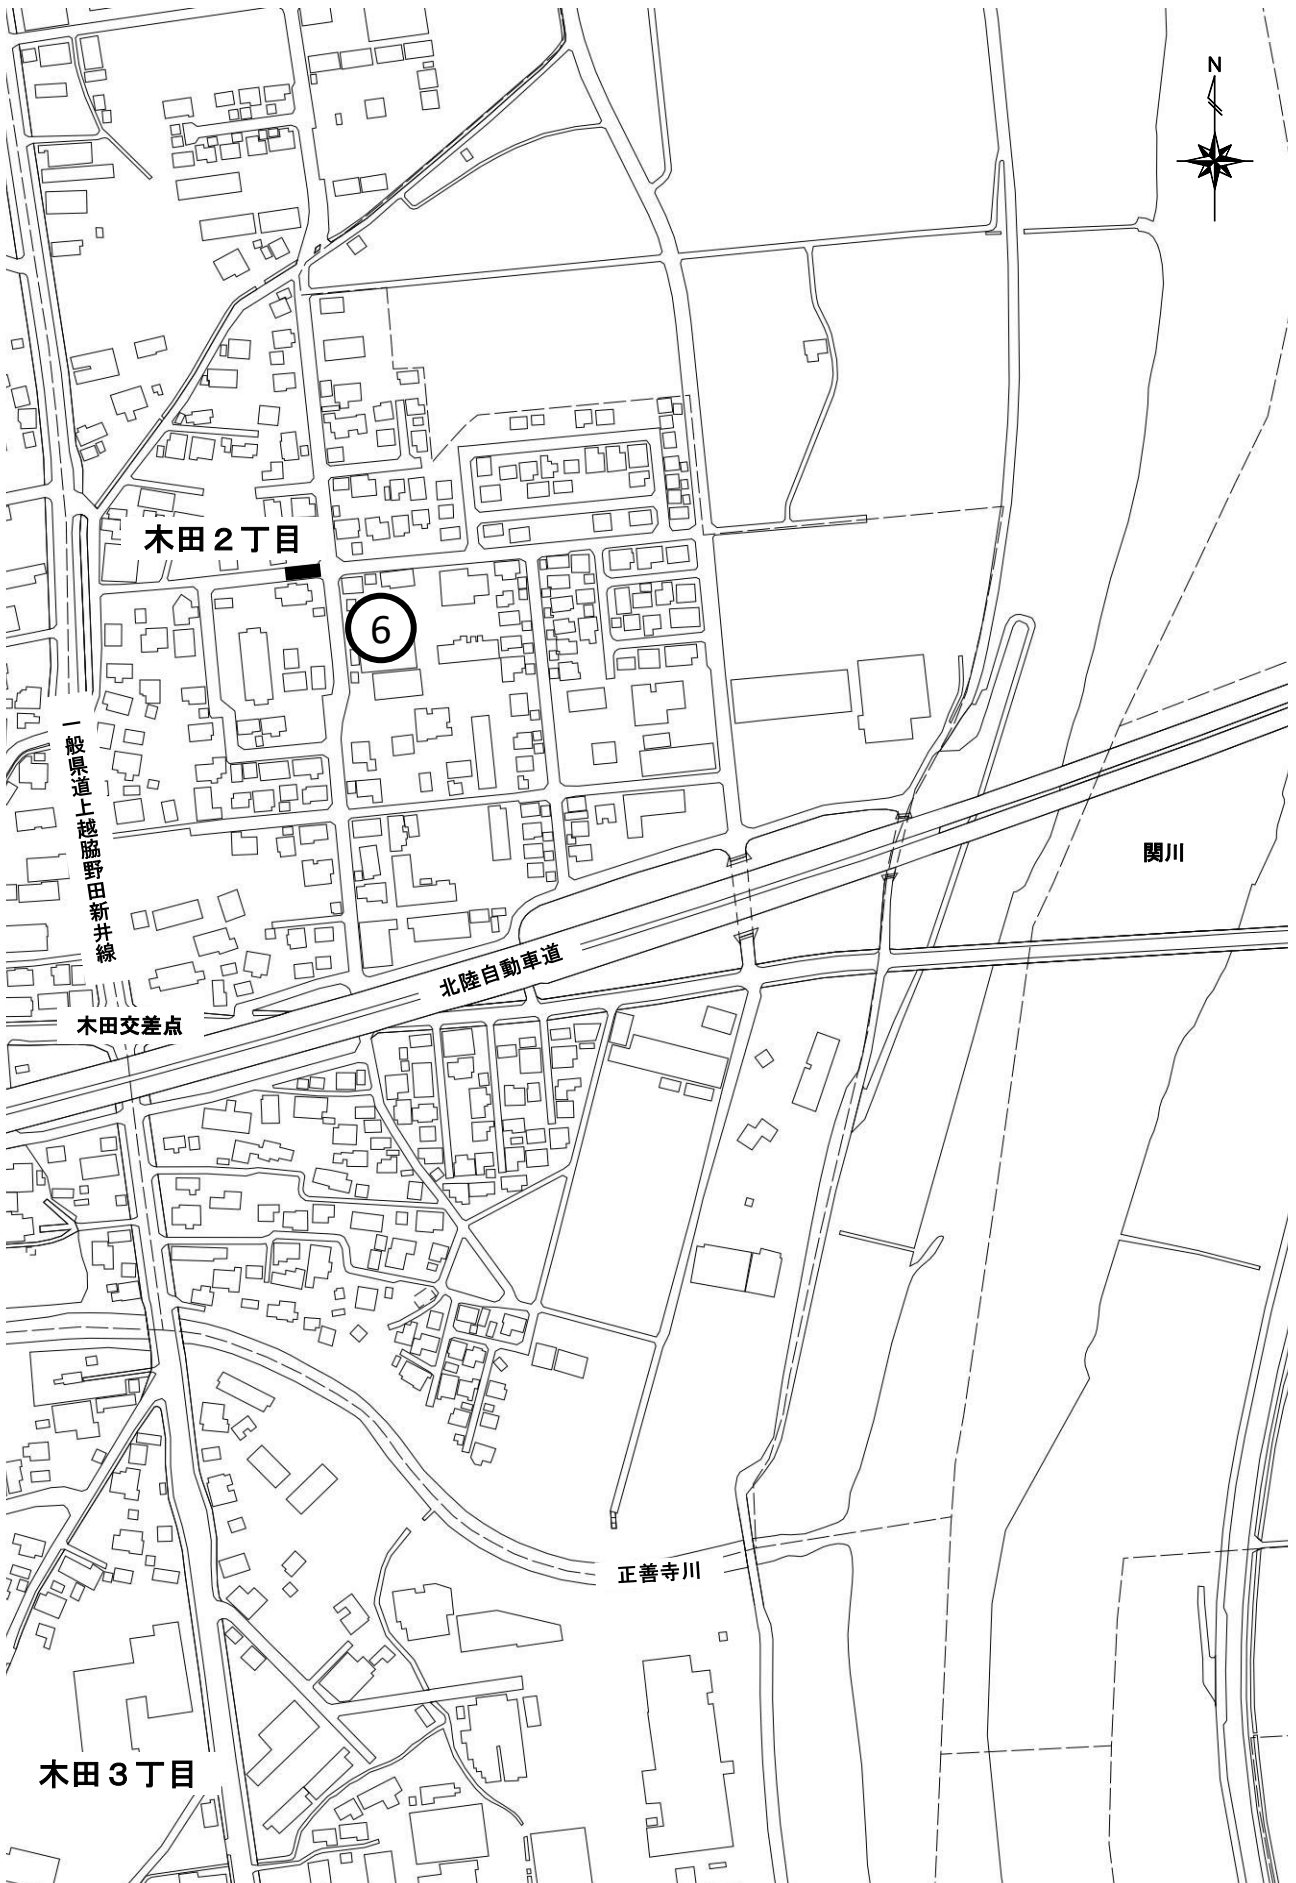 N
木田２丁目
6
一般県道上越脇野田新井線
関川
北陸自動車道
木田交差点
正善寺川
木田３丁目